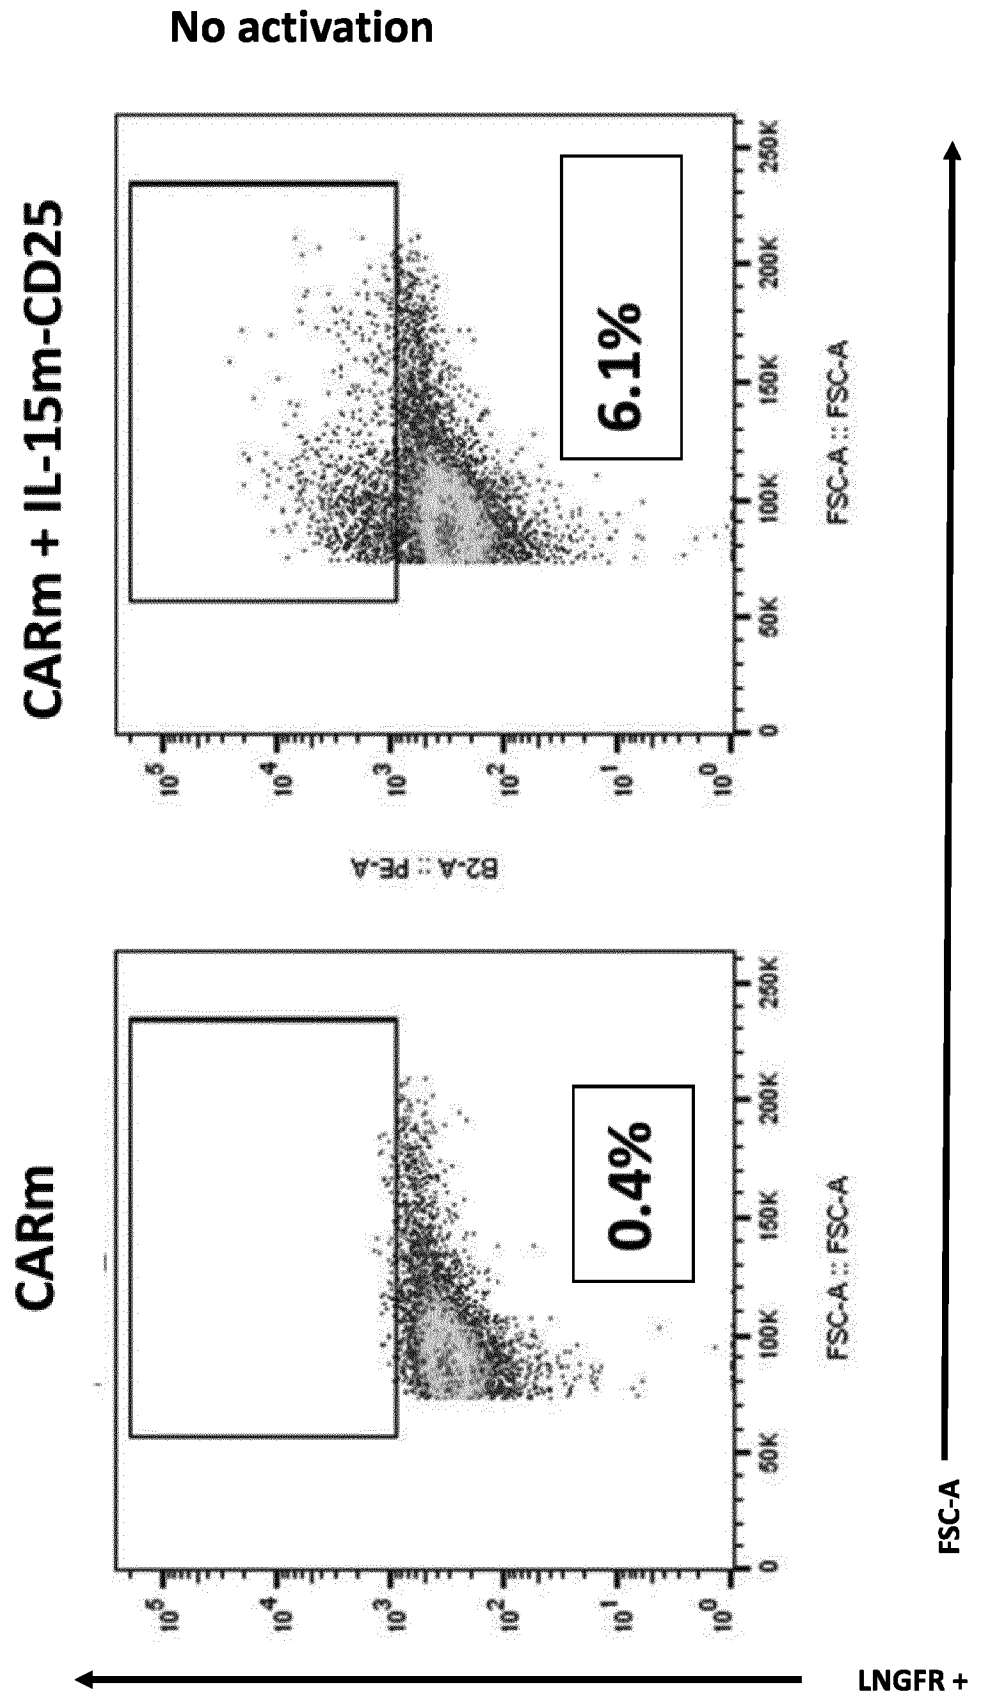 No activation
CARm + IL-15m-CD25
10^5
10^4
10^3
10^2
10^1
10^0
0
50K
100K
150K
200K
250K
6.1%
FSC-A :: FSC-A
B2-A :: PE-A
CARm
10^5
10^4
10^3
10^2
10^1
10^0
0
50K
100K
150K
200K
250K
0.4%
FSC-A :: FSC-A
FSC-A
LNGFR +